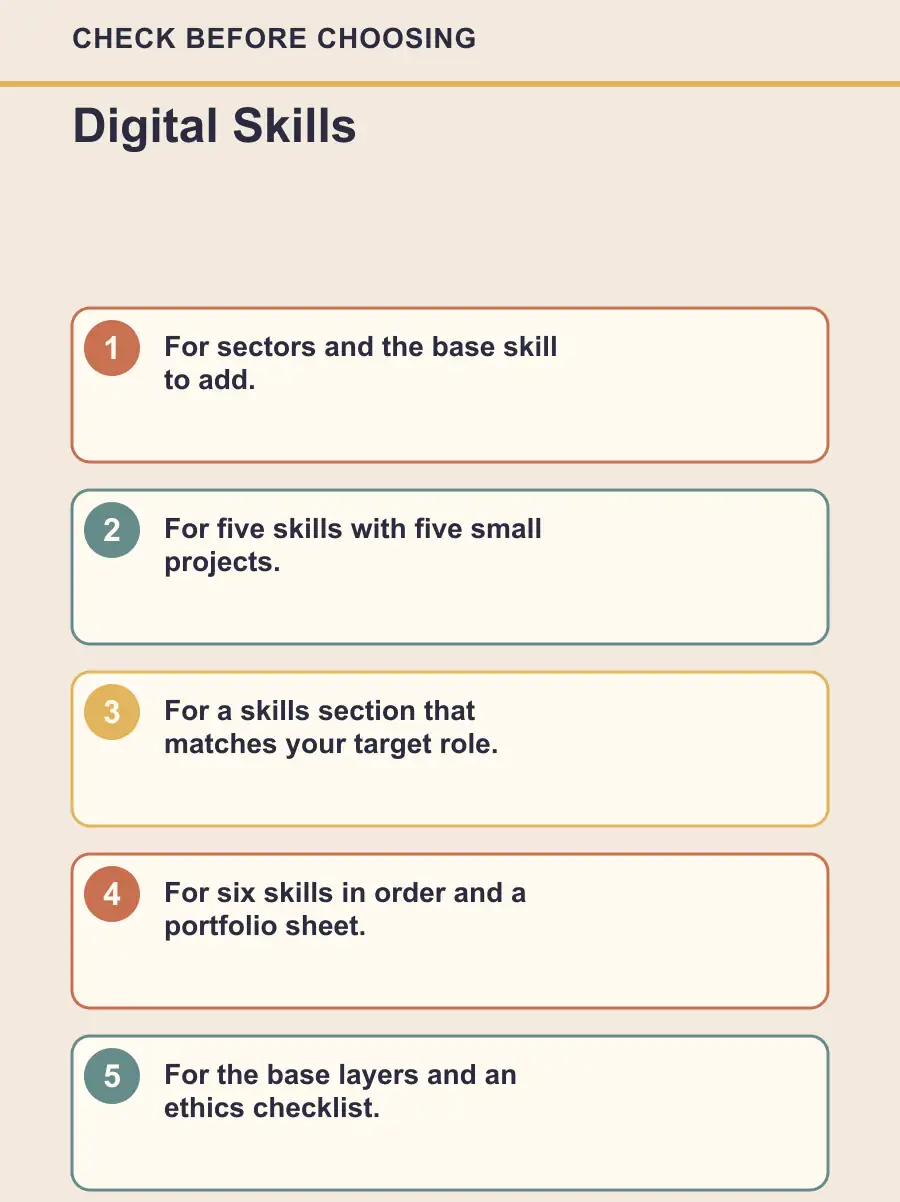 CHECK BEFORE CHOOSING
Digital Skills
1
For sectors and the base skill
to add.
2
For five skills with five small
projects.
3
For a skills section that
matches your target role.
4
For six skills in order and a
portfolio sheet.
5
For the base layers and an
ethics checklist.